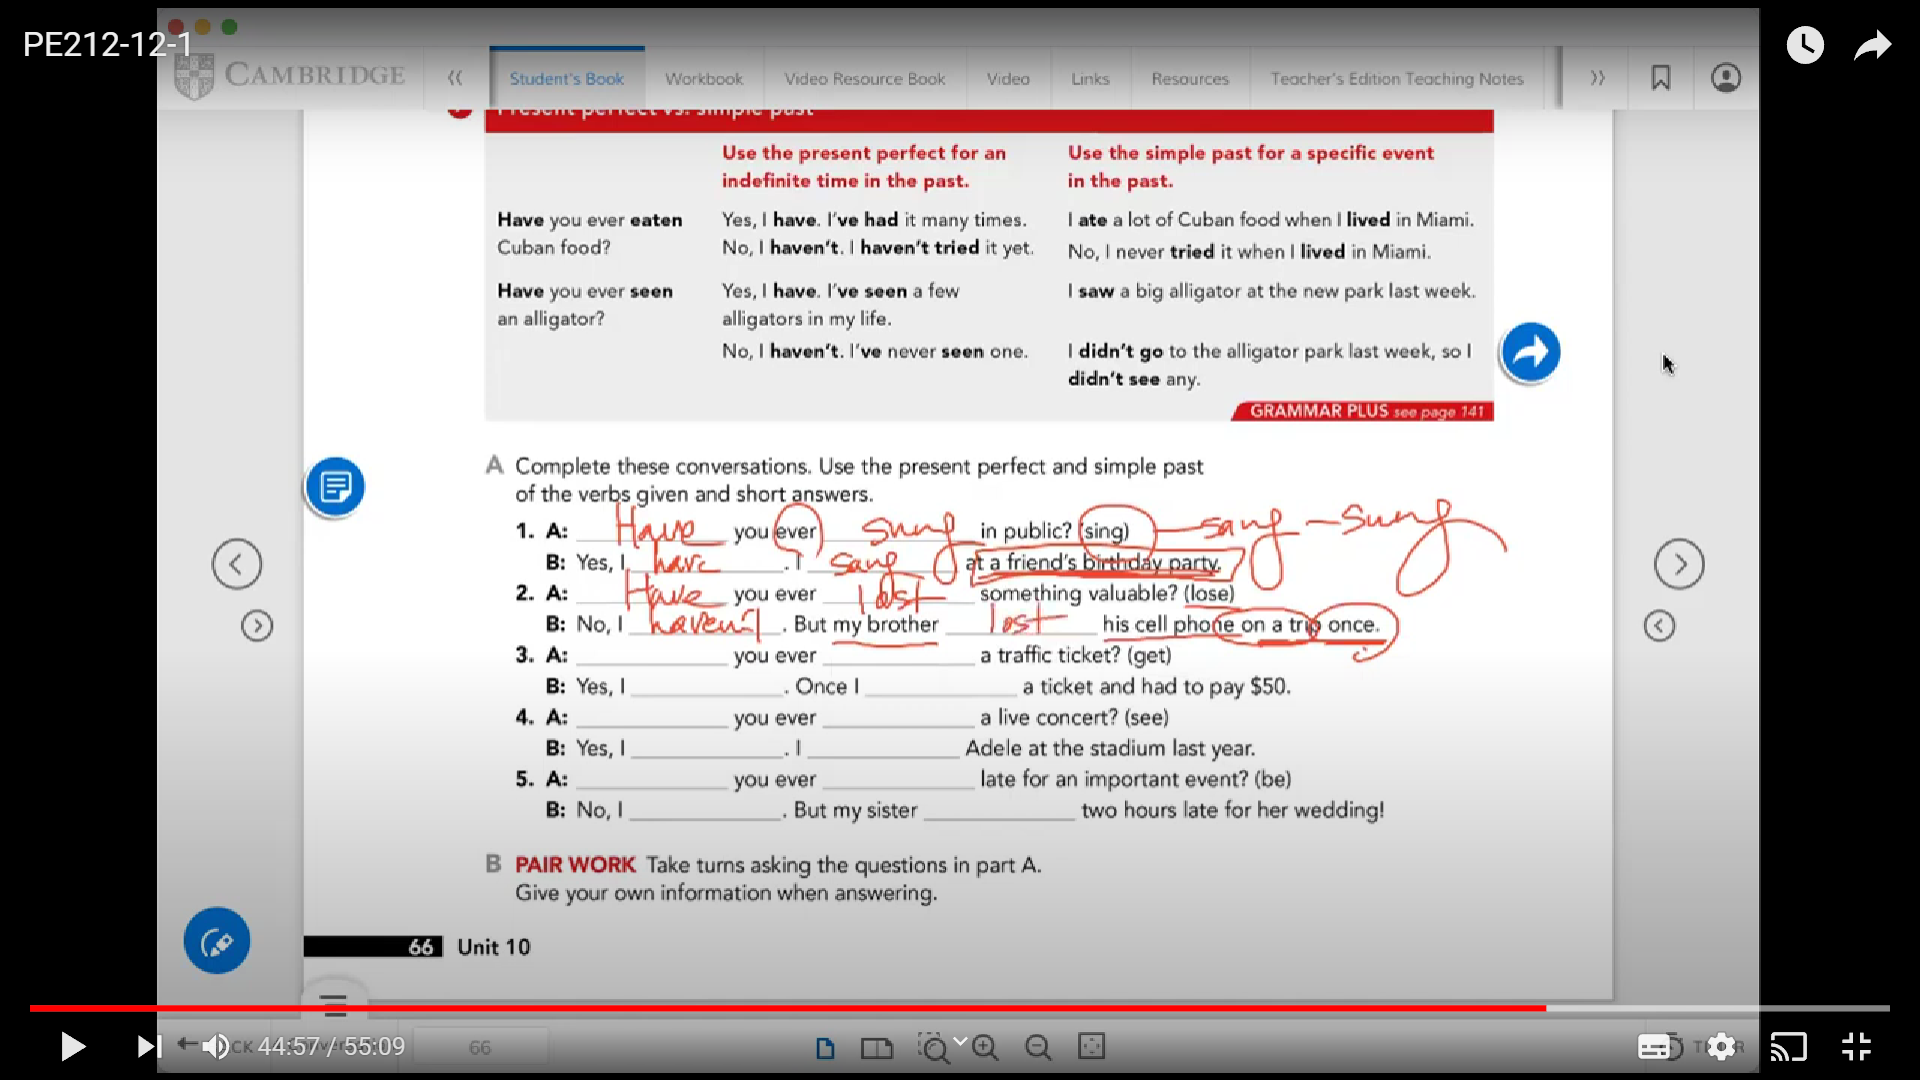 PE212-12-1
CAMBRIDGE
Student's Book
Workbook
Video Resource Book
Video
Links
Resources
Teacher's Edition Teaching Notes
Present perfect vs. simple past
Use the present perfect for an
indefinite time in the past.
Use the simple past for a specific event
in the past.
Have you ever eaten
Cuban food?
Yes, I have. I've had it many times.
No, I haven't. I haven't tried it yet.
I ate a lot of Cuban food when I lived in Miami.
No, I never tried it when I lived in Miami.
Have you ever seen
an alligator?
Yes, I have. I've seen a few
alligators in my life.
No, I haven't. I've never seen one.
I saw a big alligator at the new park last week.
I didn't go to the alligator park last week, so I
didn't see any.
GRAMMAR PLUS see page 141
A Complete these conversations. Use the present perfect and simple past
of the verbs given and short answers.
1. A: Have you ever sung in public? (sing) sang - sung
B: Yes, I have. I sang at a friend's birthday party.
2. A: Have you ever lost something valuable? (lose)
B: No, I haven't. But my brother lost his cell phone on a trip once.
3. A: ____ you ever ____ a traffic ticket? (get)
B: Yes, I ____. Once I ____ a ticket and had to pay $50.
4. A: ____ you ever ____ a live concert? (see)
B: Yes, I ____. I ____ Adele at the stadium last year.
5. A: ____ you ever ____ late for an important event? (be)
B: No, I ____. But my sister ____ two hours late for her wedding!
B PAIR WORK Take turns asking the questions in part A.
Give your own information when answering.
66 Unit 10
44:57 / 55:09
66